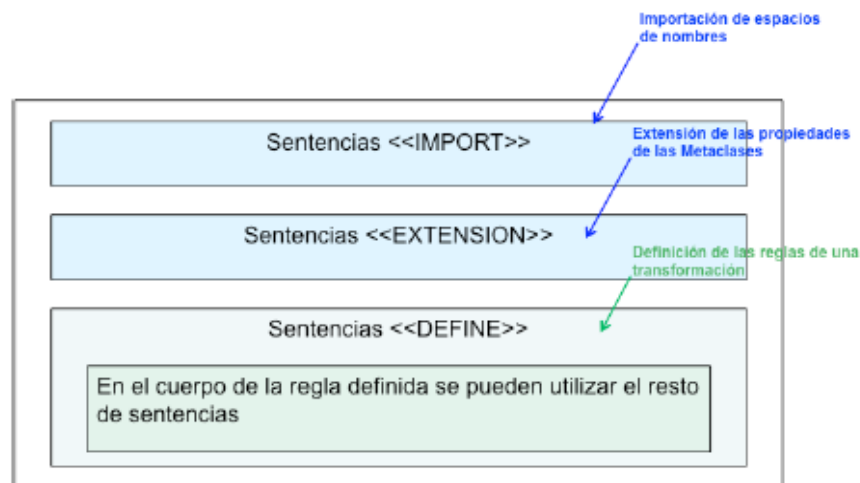 Importación de espacios
de nombres
Sentencias <<IMPORT>>
Extensión de las propiedades
de las Metaclases
Sentencias <<EXTENSION>>
Definición de las reglas de una
transformación
Sentencias <<DEFINE>>
En el cuerpo de la regla definida se pueden utilizar el resto
de sentencias